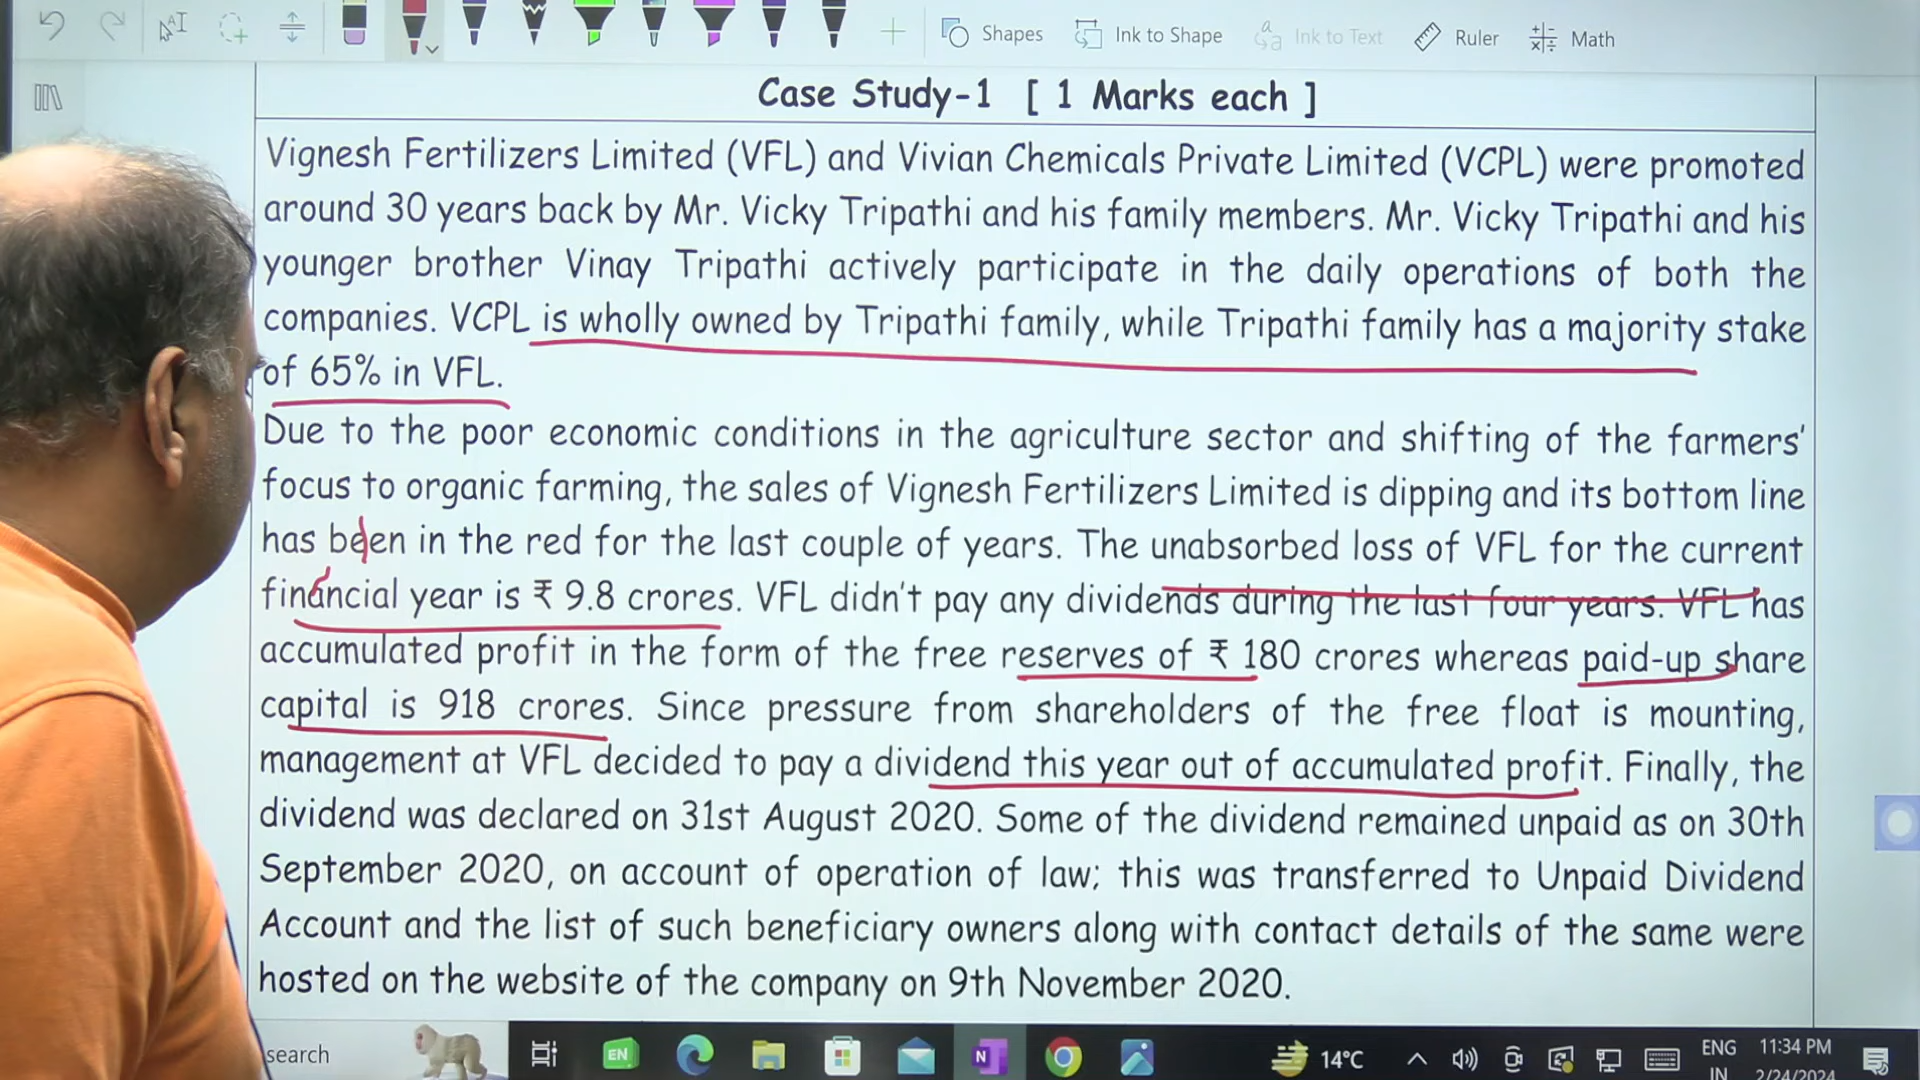 Shapes
Ink to Shape
Ink to Text
Ruler
Math
Case Study-1 [ 1 Marks each ]
Vignesh Fertilizers Limited (VFL) and Vivian Chemicals Private Limited (VCPL) were promoted
around 30 years back by Mr. Vicky Tripathi and his family members. Mr. Vicky Tripathi and his
younger brother Vinay Tripathi actively participate in the daily operations of both the
companies. VCPL is wholly owned by Tripathi family, while Tripathi family has a majority stake
of 65% in VFL.
Due to the poor economic conditions in the agriculture sector and shifting of the farmers'
focus to organic farming, the sales of Vignesh Fertilizers Limited is dipping and its bottom line
has been in the red for the last couple of years. The unabsorbed loss of VFL for the current
financial year is ₹ 9.8 crores. VFL didn't pay any dividends during the last four years. VFL has
accumulated profit in the form of the free reserves of ₹ 180 crores whereas paid-up share
capital is 918 crores. Since pressure from shareholders of the free float is mounting,
management at VFL decided to pay a dividend this year out of accumulated profit. Finally, the
dividend was declared on 31st August 2020. Some of the dividend remained unpaid as on 30th
September 2020, on account of operation of law; this was transferred to Unpaid Dividend
Account and the list of such beneficiary owners along with contact details of the same were
hosted on the website of the company on 9th November 2020.
search
EN
N
14°C
ENG
IN
11:34 PM
2/24/2024